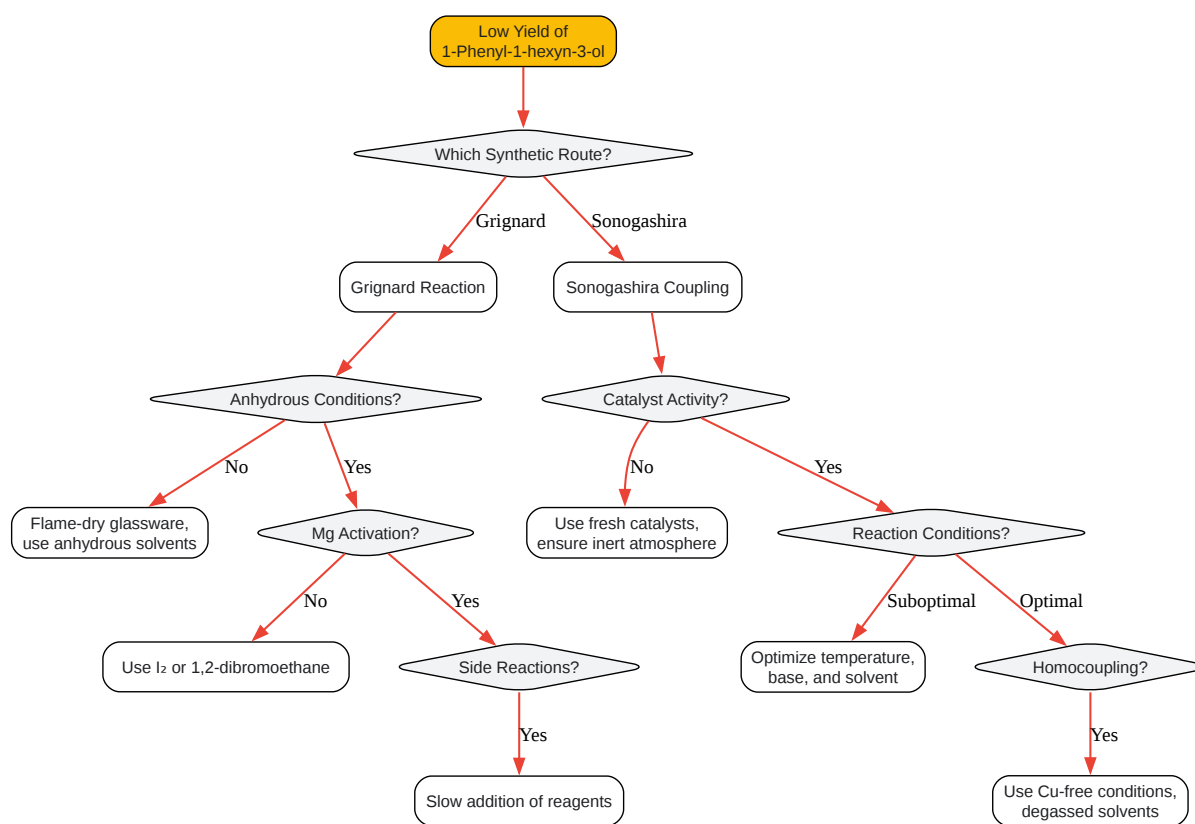 Low Yield of
1-Phenyl-1-hexyn-3-ol
Which Synthetic Route?
Grignard
Sonogashira
Grignard Reaction
Sonogashira Coupling
Anhydrous Conditions?
Catalyst Activity?
No
Yes
No
Yes
Flame-dry glassware,
use anhydrous solvents
Mg Activation?
Use fresh catalysts,
ensure inert atmosphere
Reaction Conditions?
No
Yes
Suboptimal
Optimal
Use I₂ or 1,2-dibromoethane
Side Reactions?
Optimize temperature,
base, and solvent
Homocoupling?
Yes
Yes
Slow addition of reagents
Use Cu-free conditions,
degassed solvents